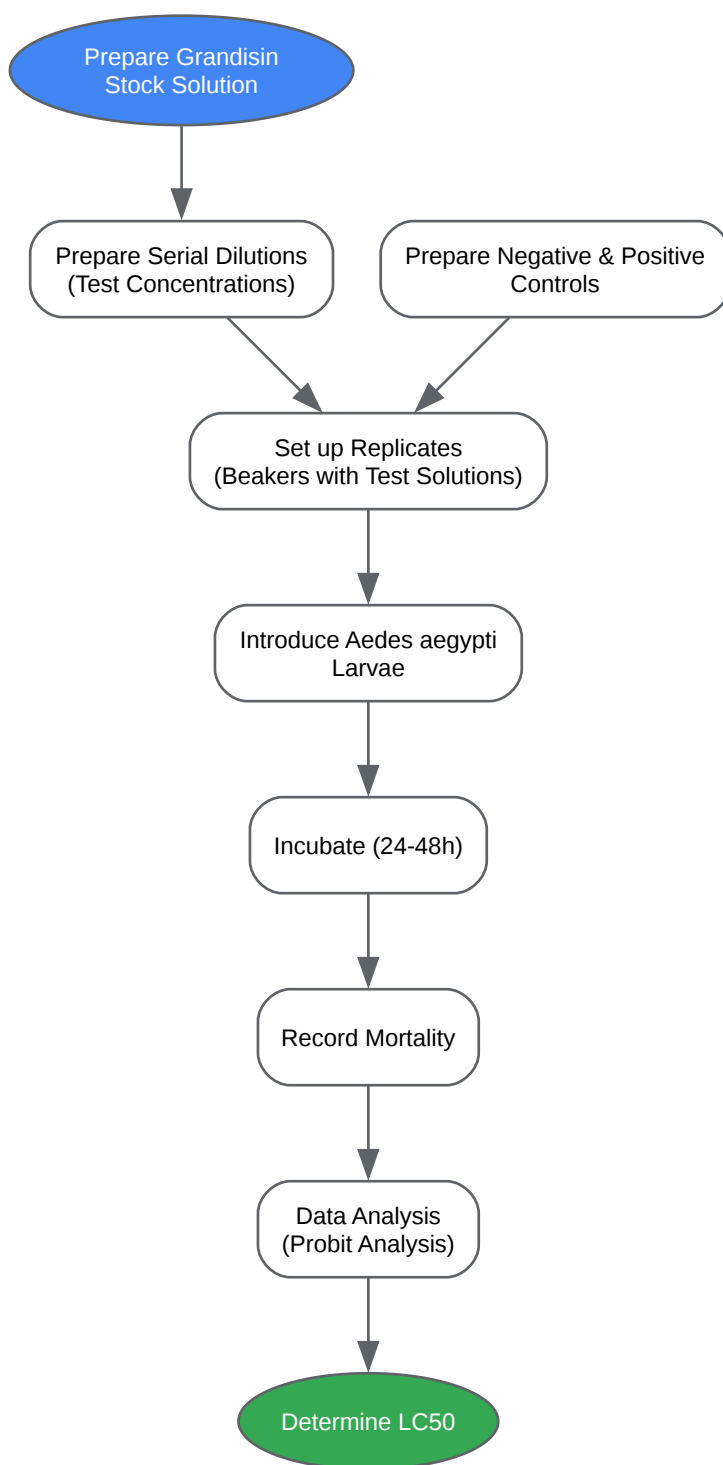 Prepare Grandisin
Stock Solution
Prepare Serial Dilutions
(Test Concentrations)
Prepare Negative & Positive
Controls
Set up Replicates
(Beakers with Test Solutions)
Introduce Aedes aegypti
Larvae
Incubate (24-48h)
Record Mortality
Data Analysis
(Probit Analysis)
Determine LC50